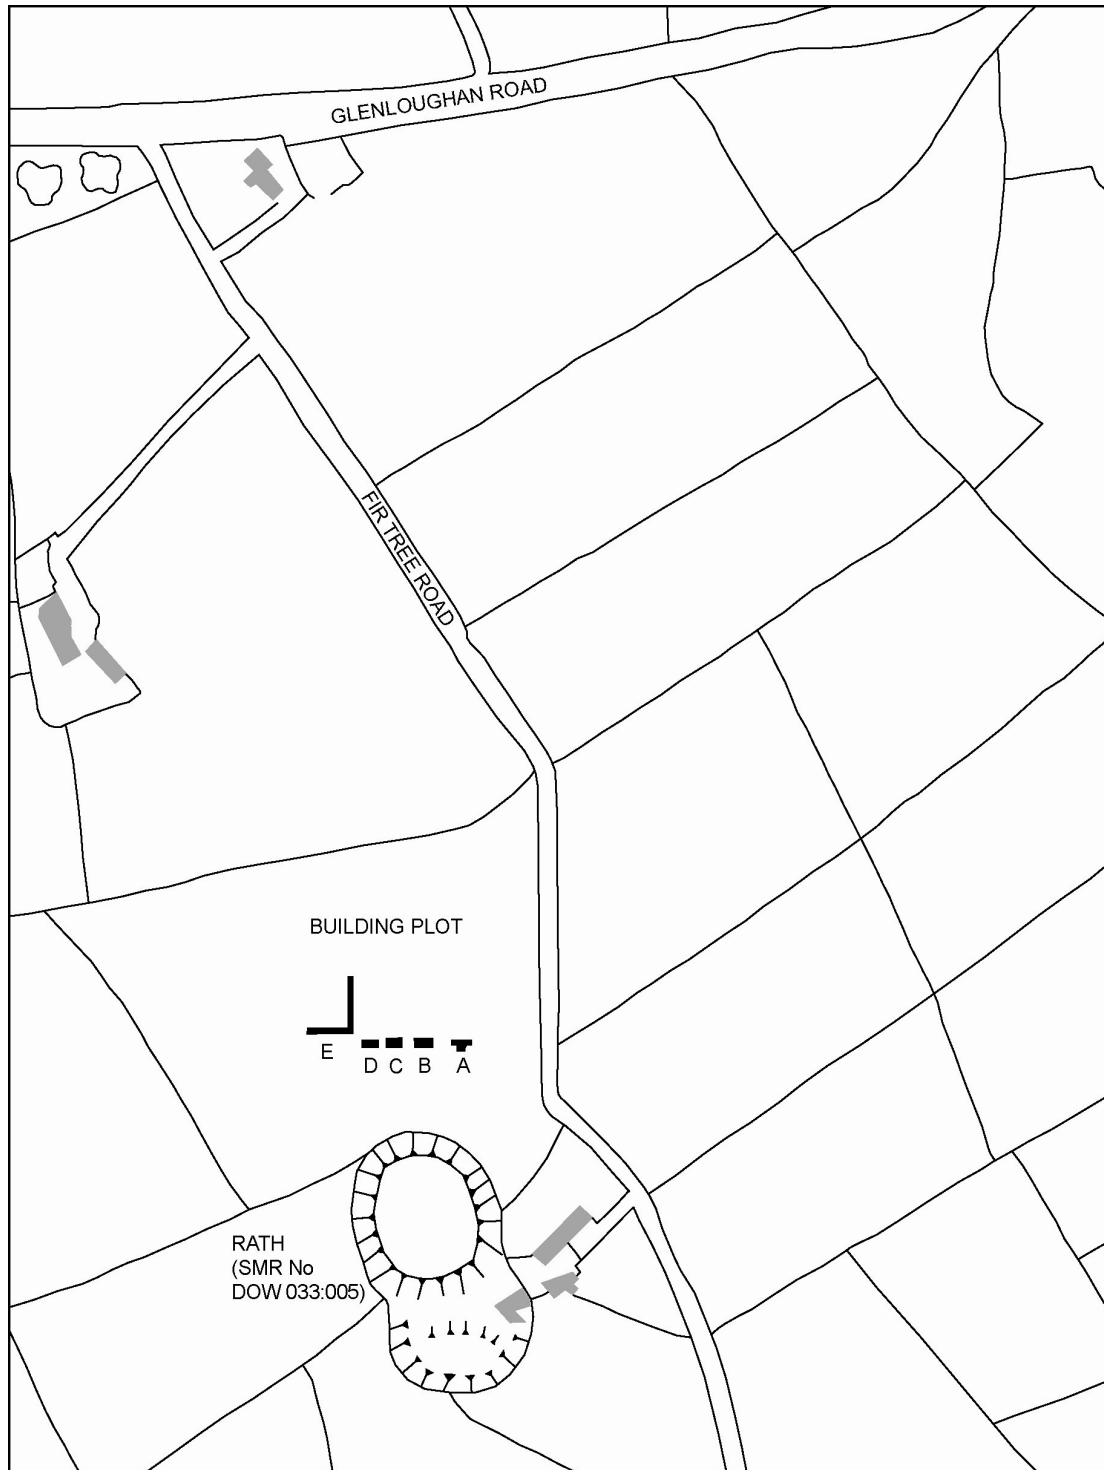 GLENLOUGHAN ROAD
FIR TREE ROAD
BUILDING PLOT
E
D C B A
RATH
(SMR No
DOW 033:005)